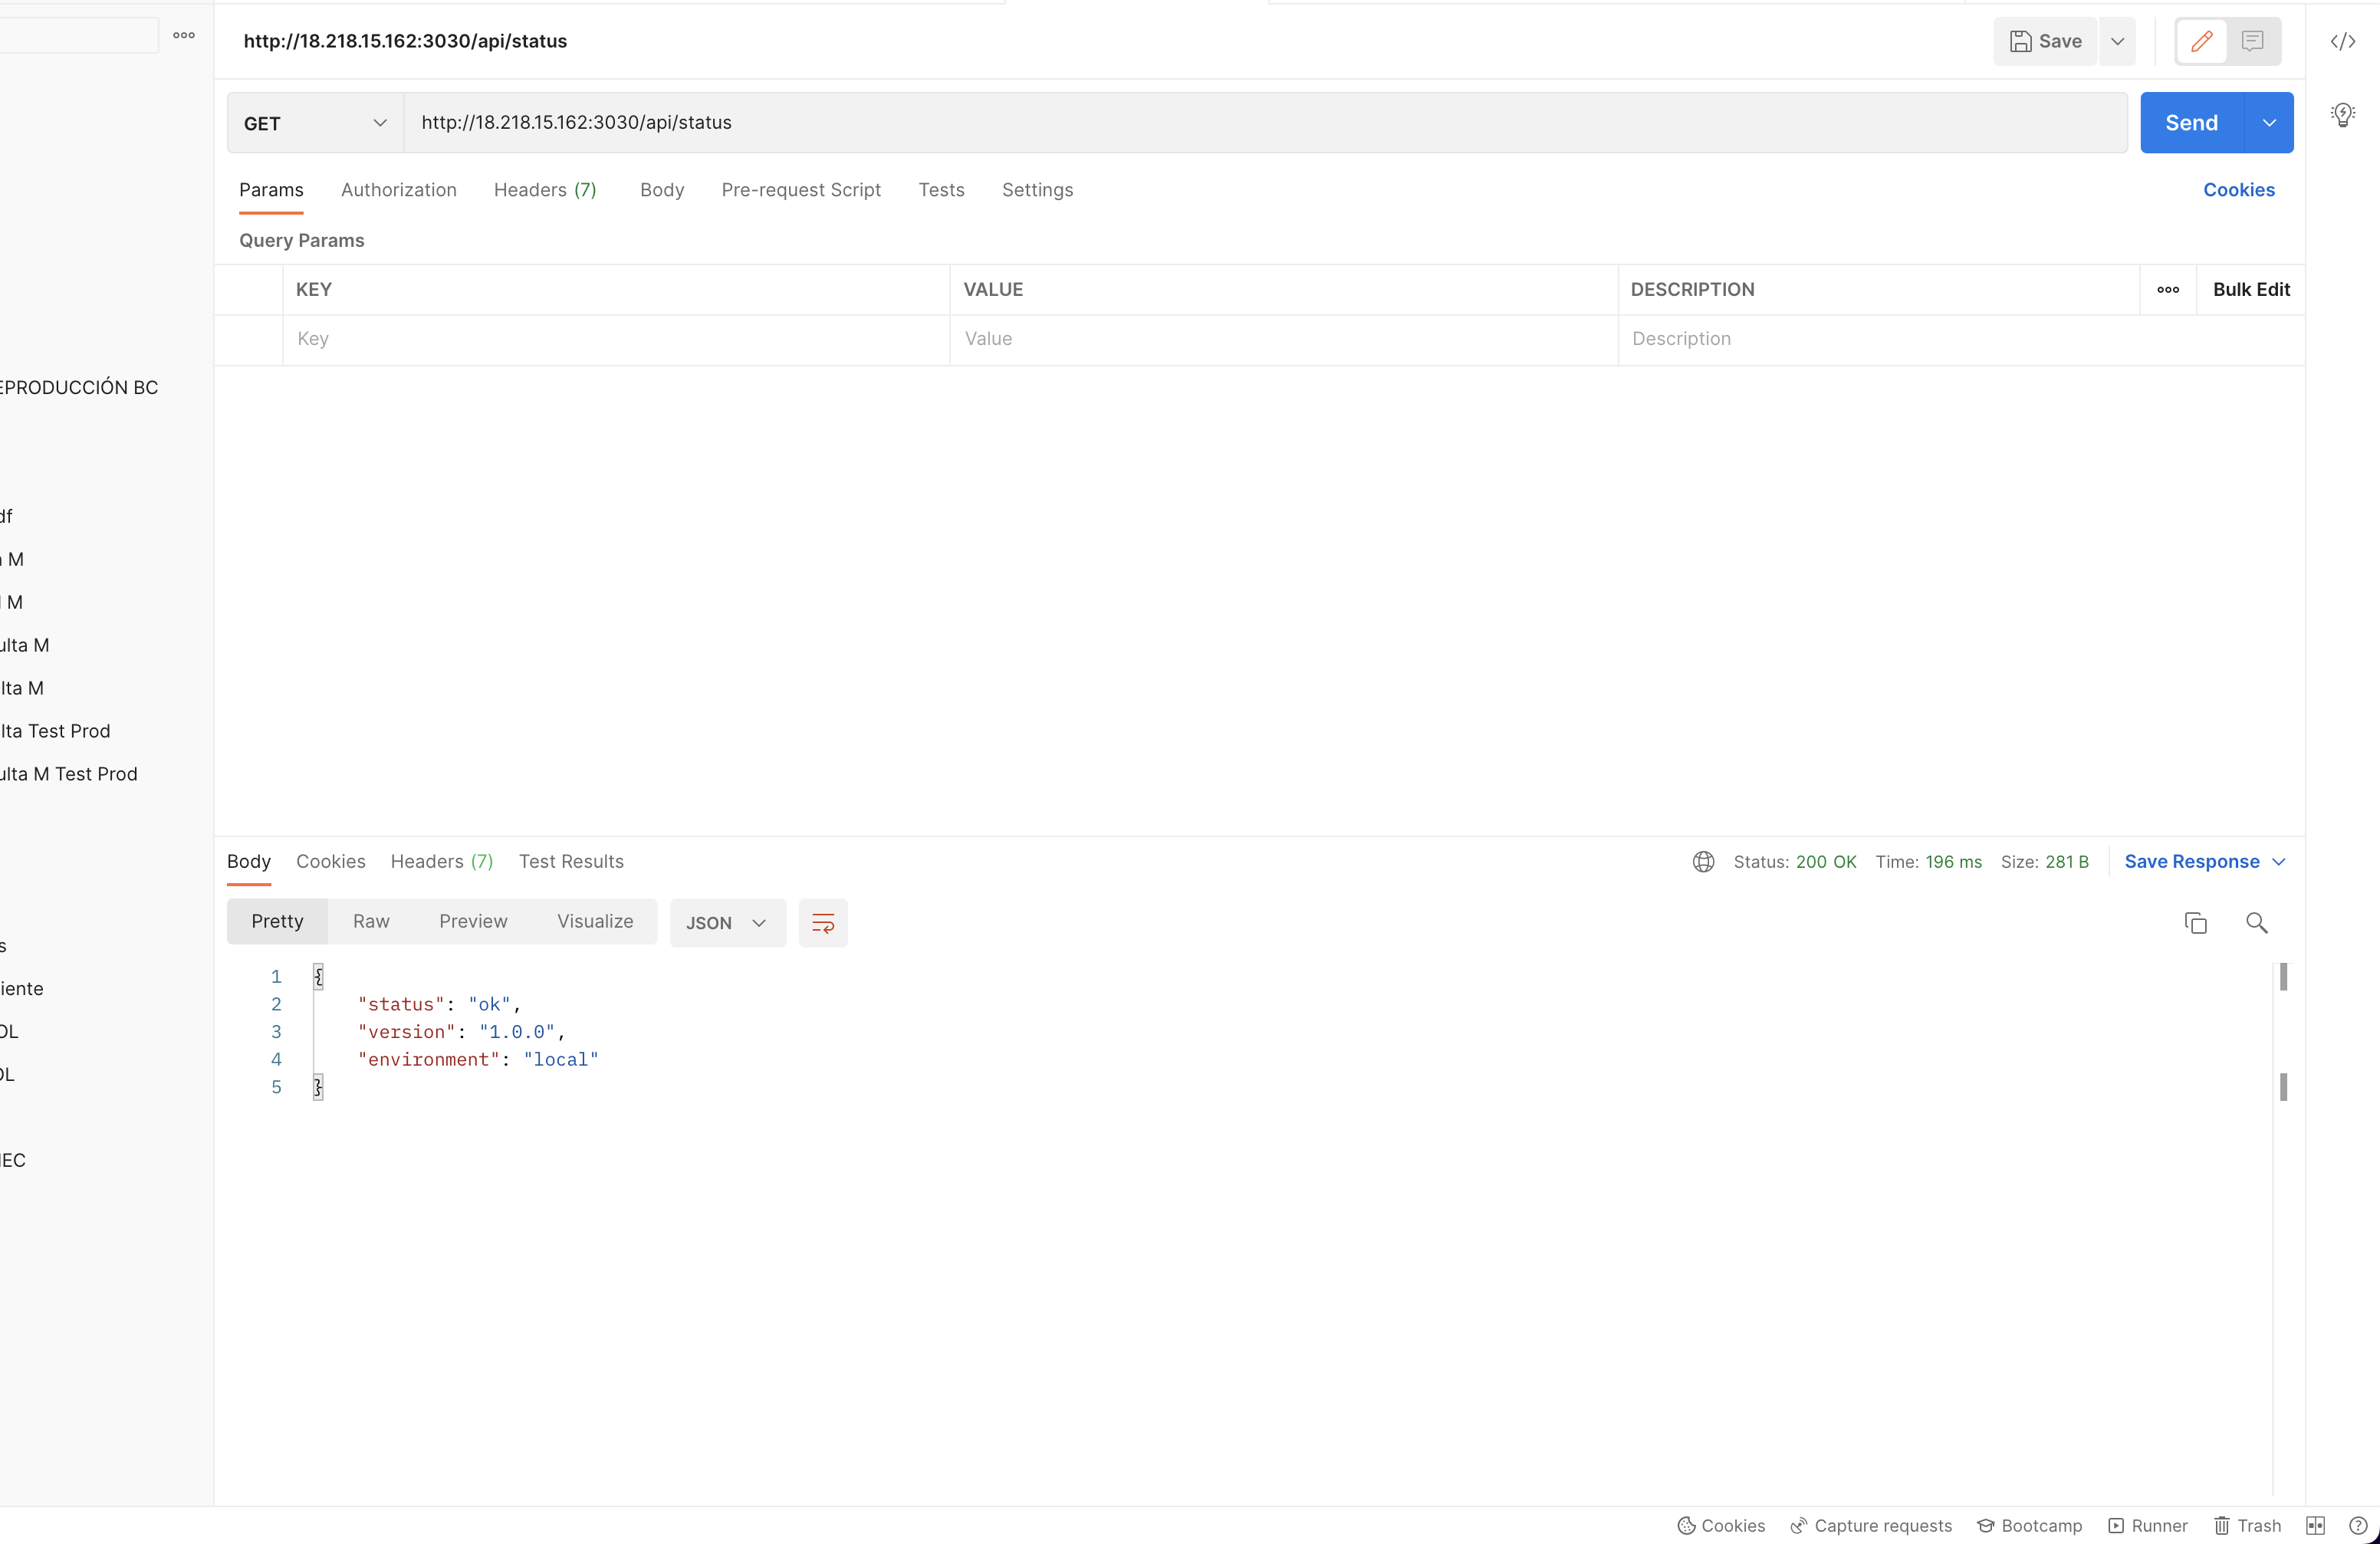 http://18.218.15.162:3030/api/status
Save
GET
http://18.218.15.162:3030/api/status
Send
Params
Authorization
Headers (7)
Body
Pre-request Script
Tests
Settings
Cookies
Query Params
KEY
VALUE
DESCRIPTION
Bulk Edit
Key
Value
Description
EPRODUCCIÓN BC
df
M
M
ulta M
lta M
lta Test Prod
ulta M Test Prod
s
iente
OL
OL
IEC
Body
Cookies
Headers (7)
Test Results
Status: 200 OK
Time: 196 ms
Size: 281 B
Save Response
Pretty
Raw
Preview
Visualize
JSON
1 {
2 "status": "ok",
3 "version": "1.0.0",
4 "environment": "local"
5 }
Cookies
Capture requests
Bootcamp
Runner
Trash